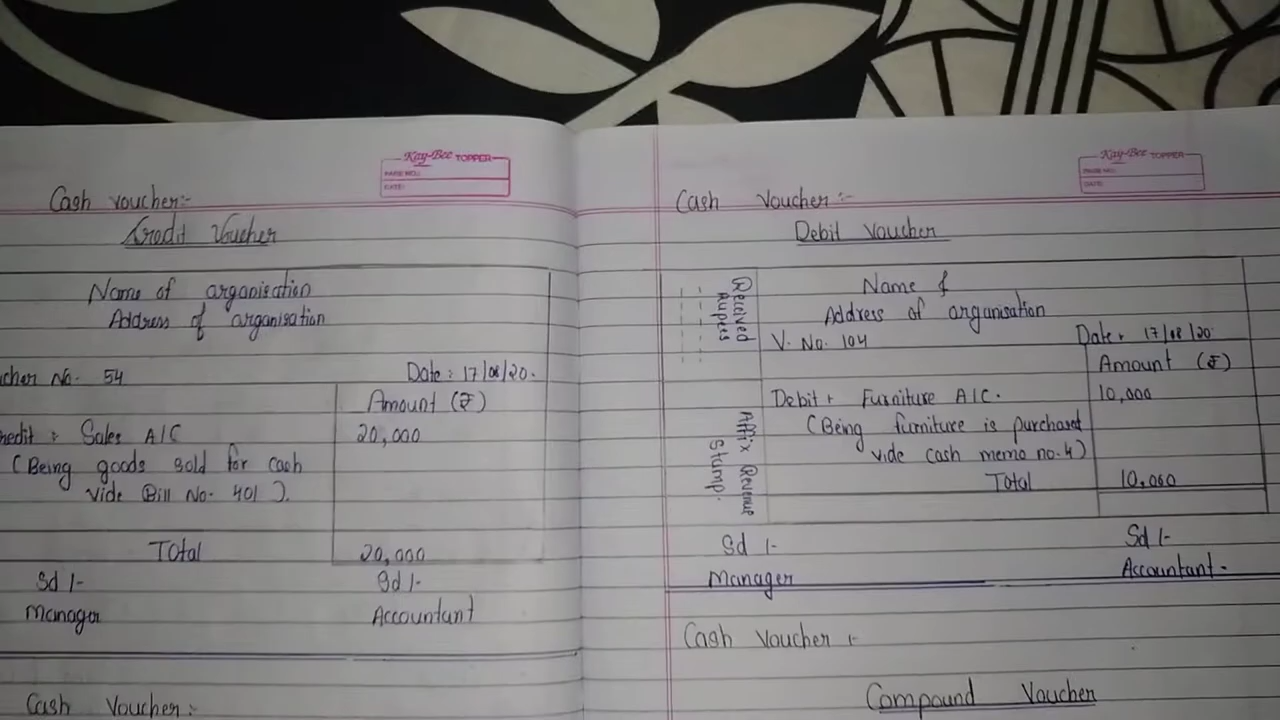 Kay-Bee TOPPER
PAGE NO.:
DATE:
Cash voucher:-
Credit Voucher
Name of organisation
Address of organisation
cher No. 54
Date : 17/08/20.
Amount (₹)
redit : Sales A/C
20,000
(Being goods sold for cash
vide Bill No. 401 ).
Total
20,000
Sd /-
Sd /-
Manager
Accountant
Cash Voucher :
Kay-Bee TOPPER
PAGE NO.:
DATE:
Cash Voucher :-
Debit Voucher
Received
Rupees
Name &
Address of organisation
V. No. 104
Date : 17/08/20
Amount (₹)
Debit : Furniture A/C.
10,000
(Being furniture is purchased
vide cash memo no. 4)
Total
10,000
Affix Revenue
Stamp.
Sd /-
Sd /-
Manager
Accountant.
Cash Voucher :-
Compound Voucher